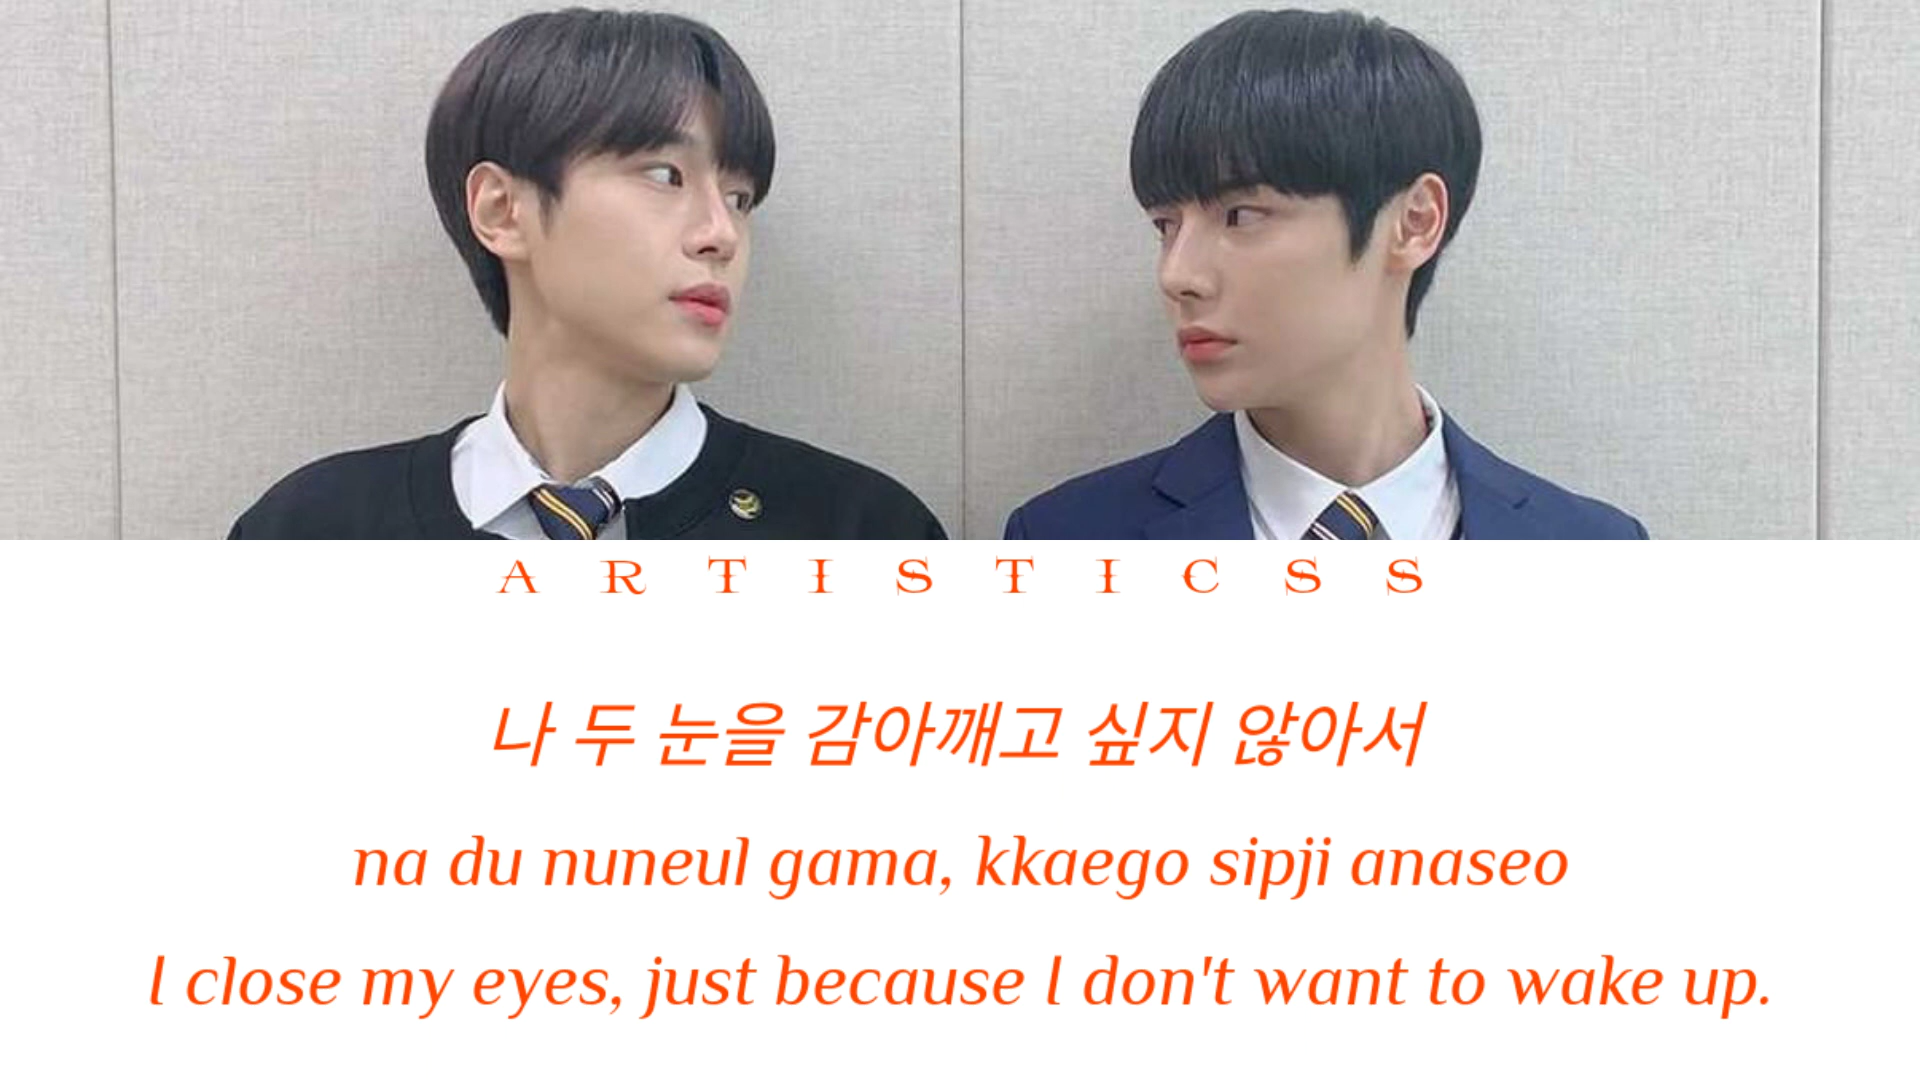 A R T I S T I C S S
나 두 눈을 감아깨고 싶지 않아서
na du nuneul gama, kkaego sipji anaseo
I close my eyes, just because I don't want to wake up.